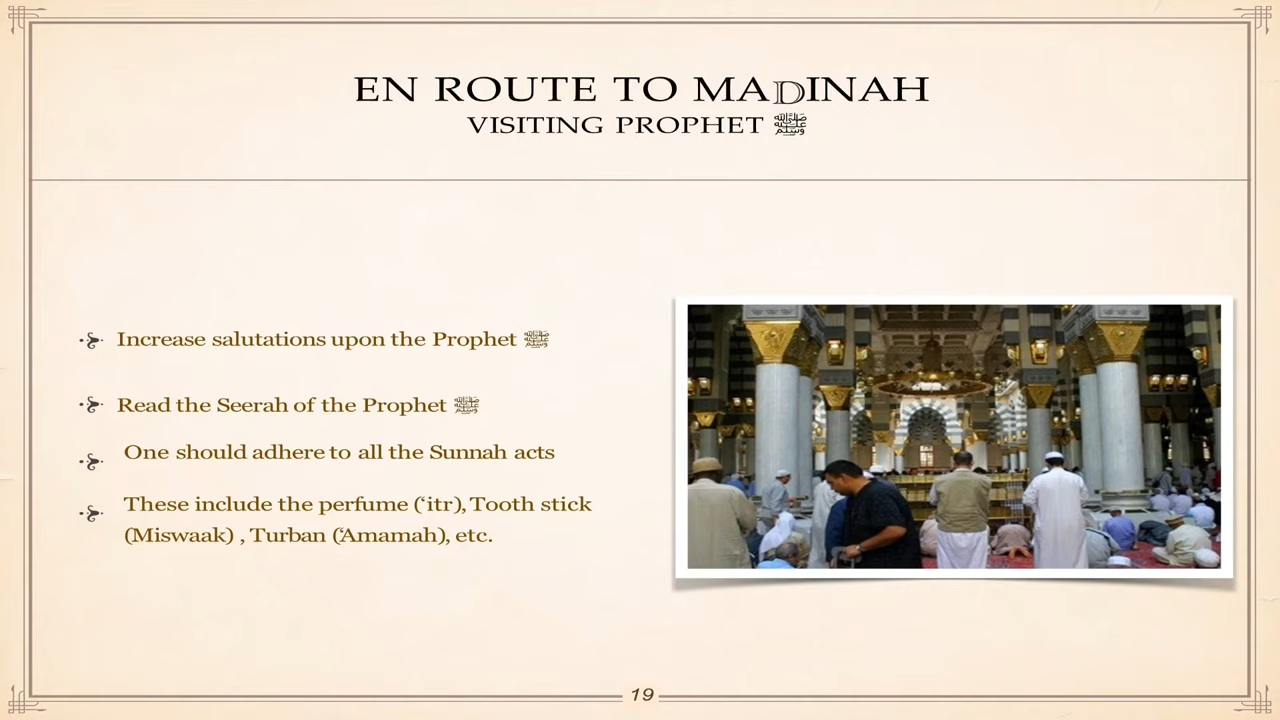 EN ROUTE TO MADINAH
VISITING PROPHET ﷺ
Increase salutations upon the Prophet ﷺ
Read the Seerah of the Prophet ﷺ
One should adhere to all the Sunnah acts
These include the perfume (‘itr), Tooth stick
(Miswaak) , Turban (‘Amamah), etc.
19